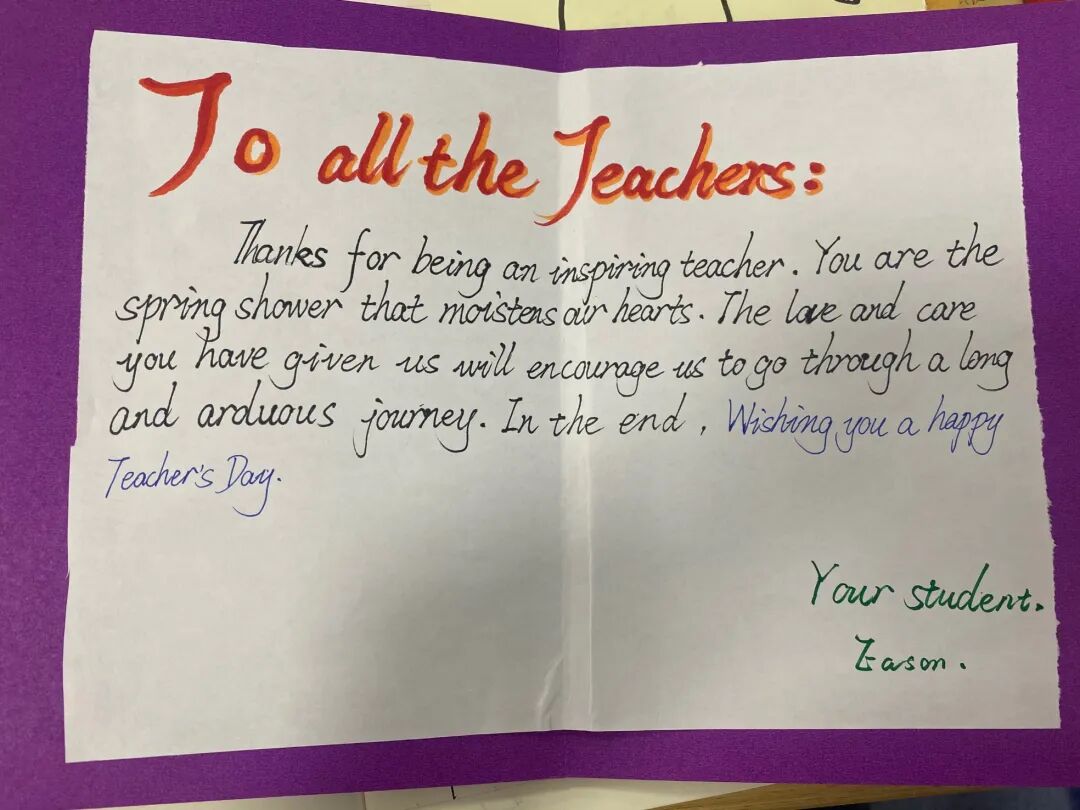 To all the Teachers:
Thanks for being an inspiring teacher. You are the
spring shower that moistens our hearts. The love and care
you have given us will encourage us to go through a long
and arduous journey. In the end, Wishing you a happy
Teacher's Day.
Your student.
Eason.